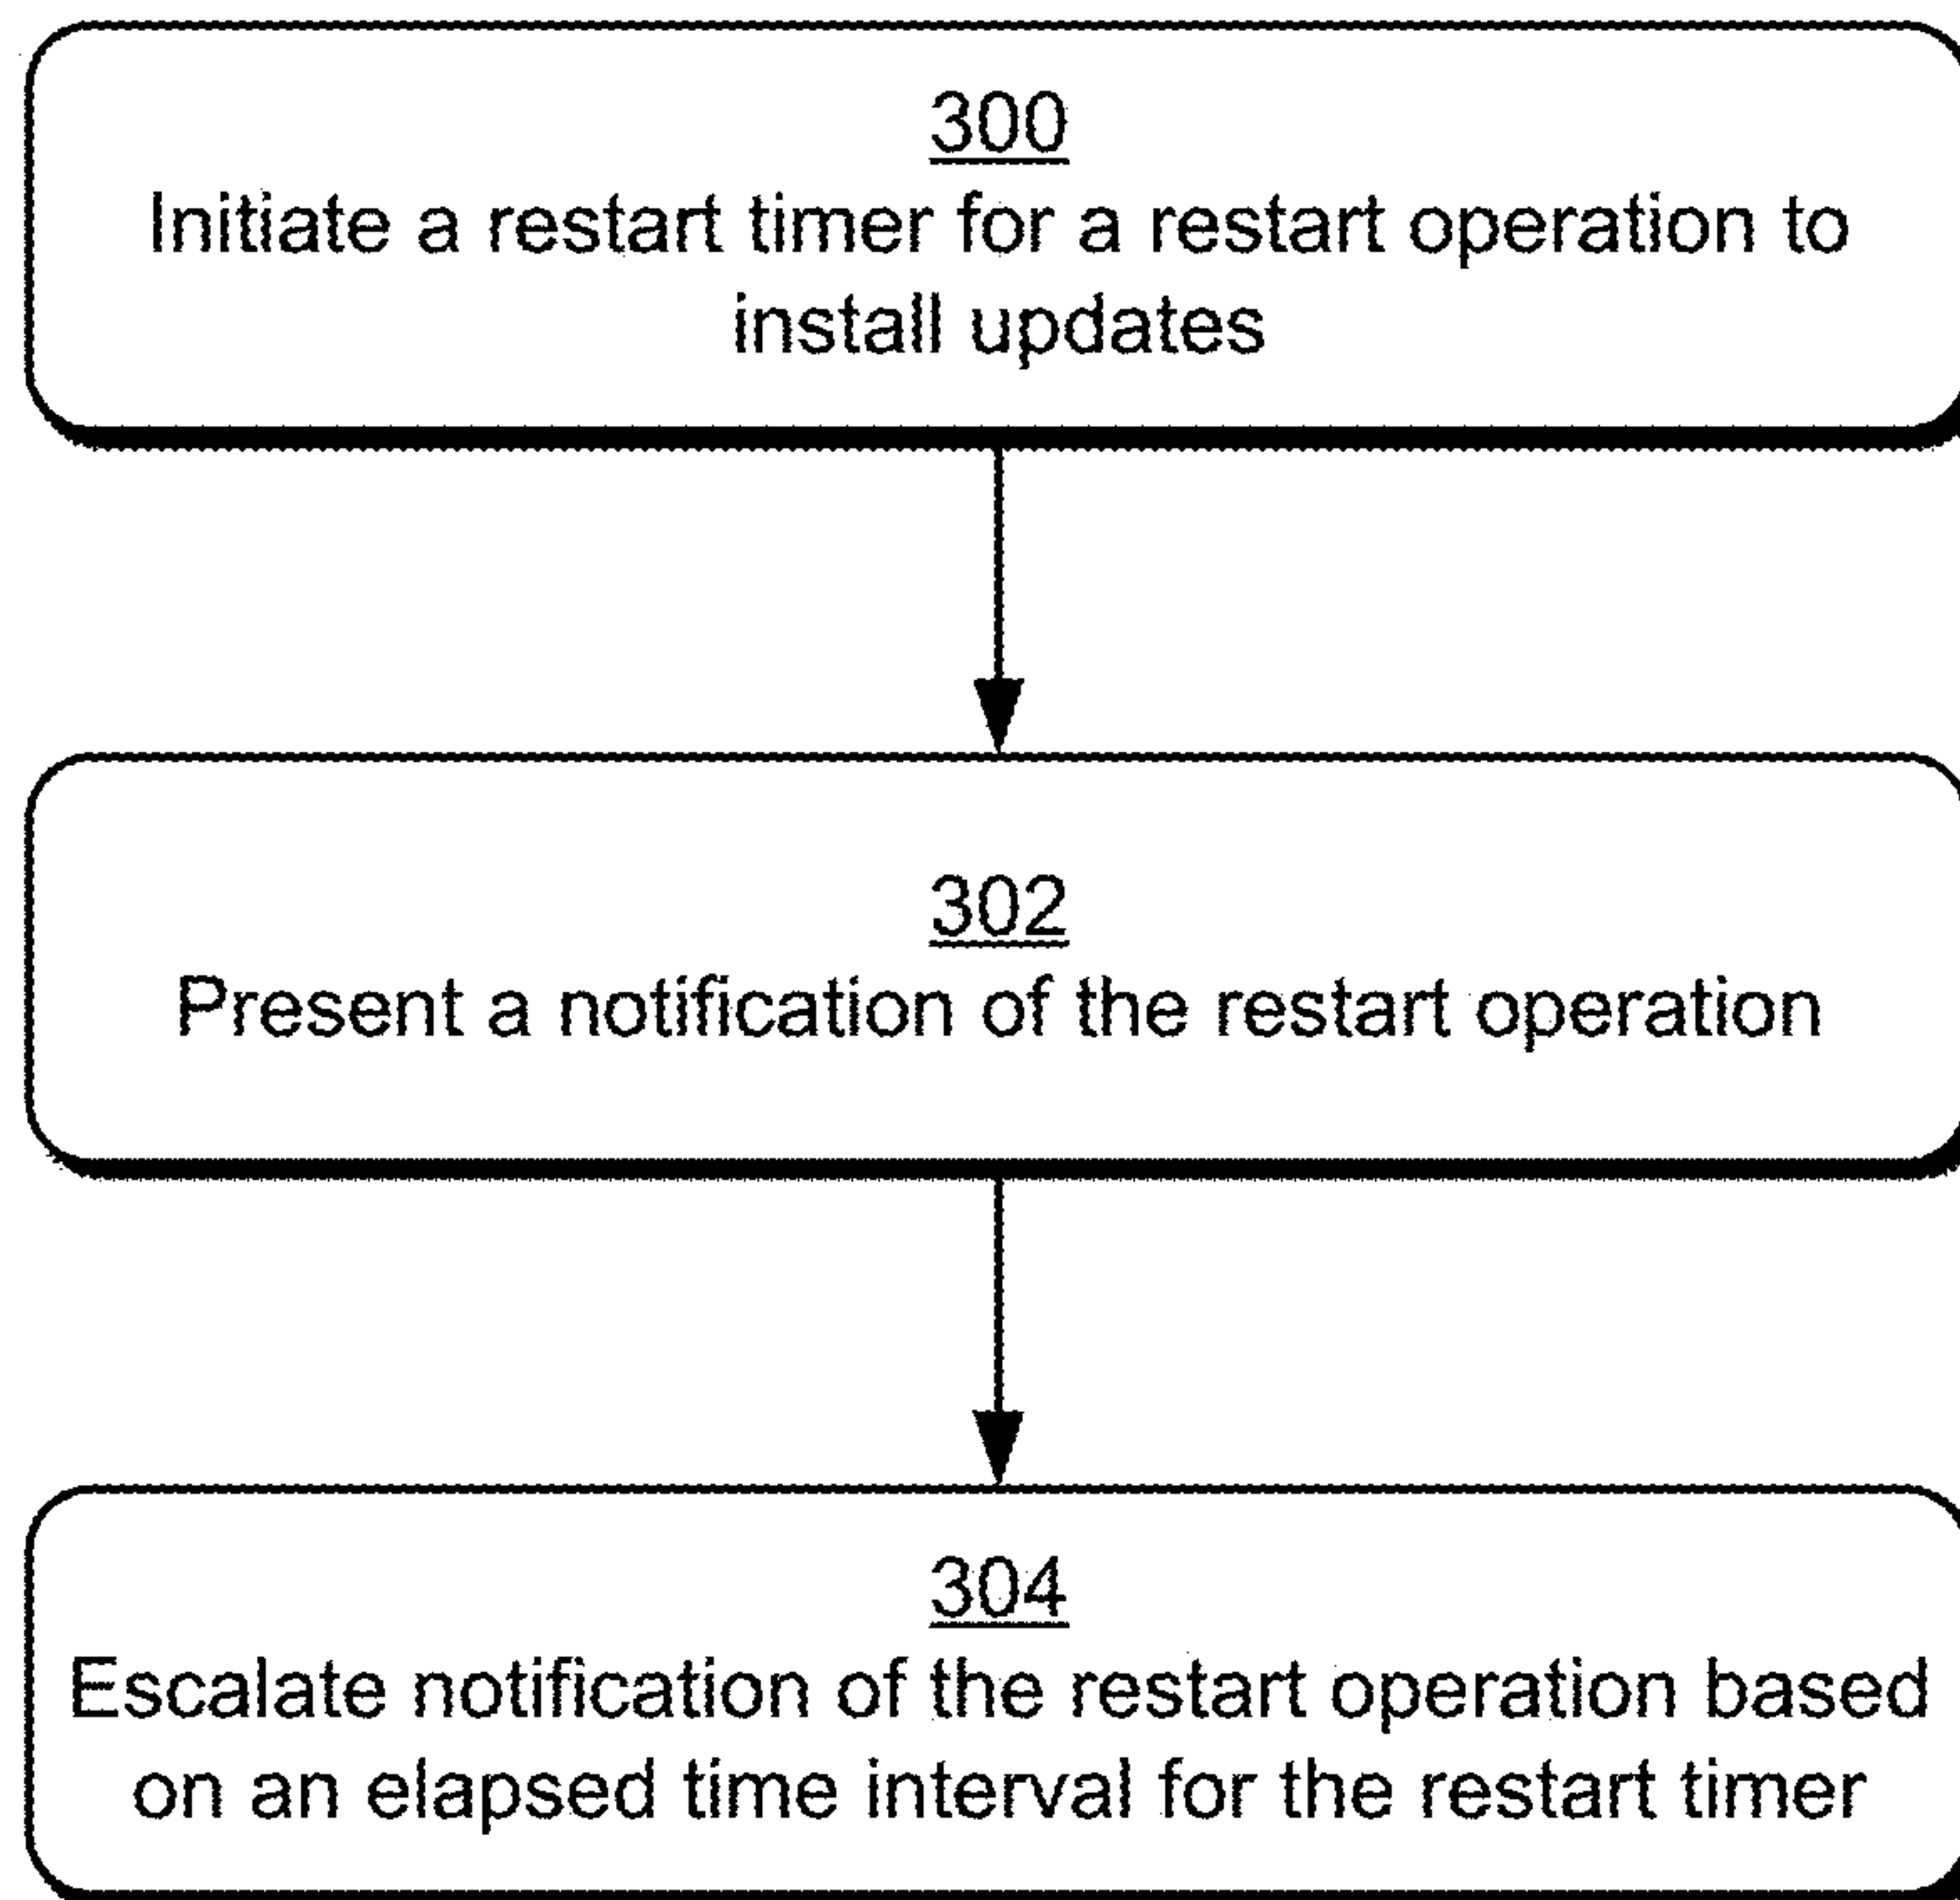 300
Initiate a restart timer for a restart operation to
install updates
302
Present a notification of the restart operation
304
Escalate notification of the restart operation based
on an elapsed time interval for the restart timer